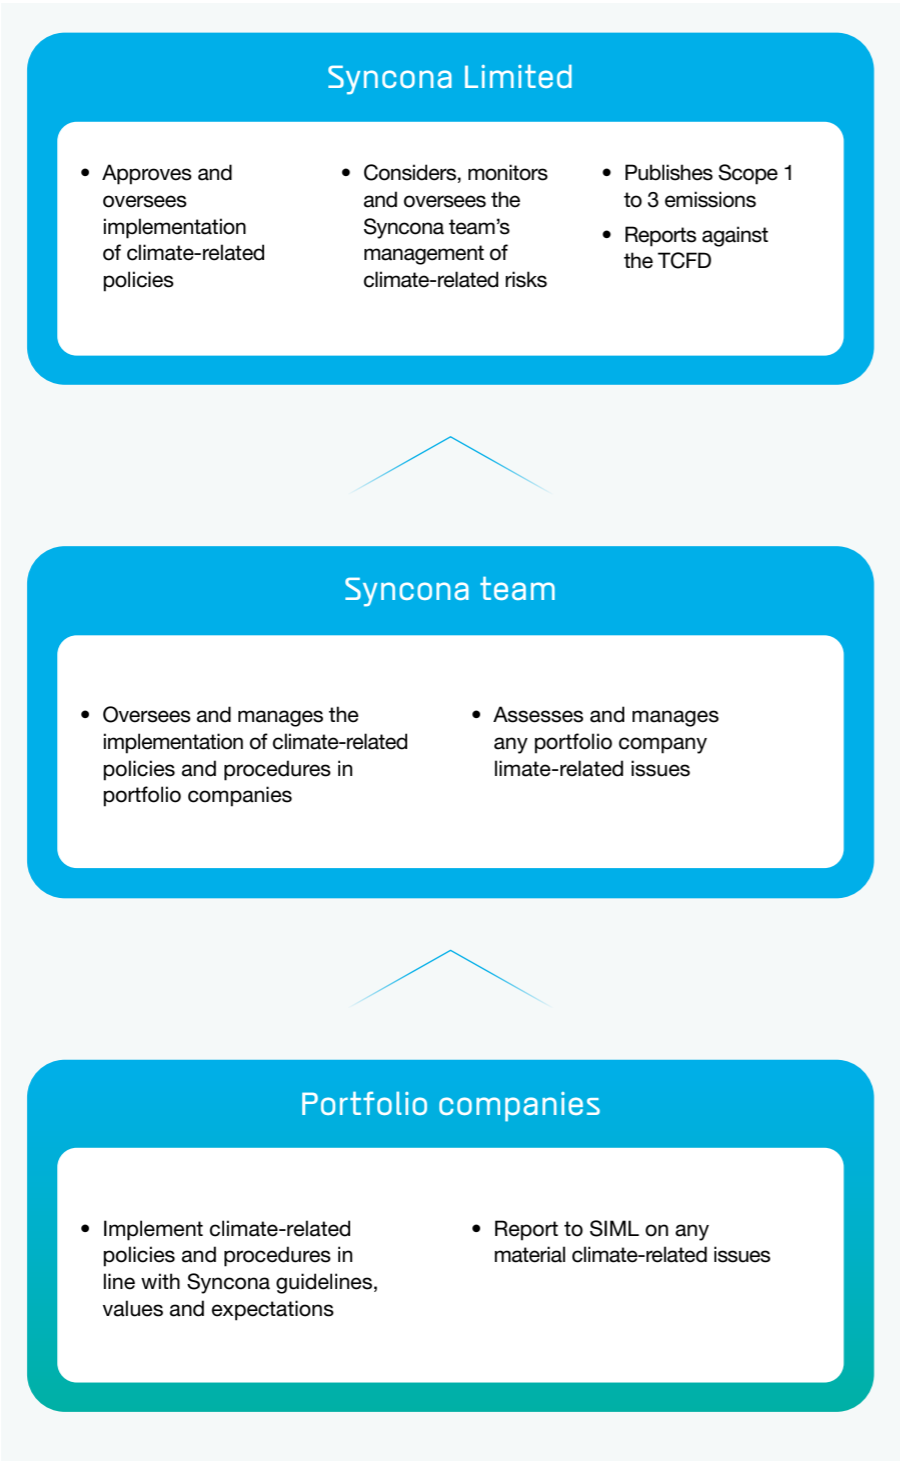 Syncona Limited
• Approves and
oversees
implementation
of climate-related
policies
• Considers, monitors
and oversees the
Syncona team’s
management of
climate-related risks
• Publishes Scope 1
to 3 emissions
• Reports against
the TCFD
Syncona team
• Oversees and manages the
implementation of climate-related
policies and procedures in
portfolio companies
• Assesses and manages
any portfolio company
limate-related issues
Portfolio companies
• Implement climate-related
policies and procedures in
line with Syncona guidelines,
values and expectations
• Report to SIML on any
material climate-related issues